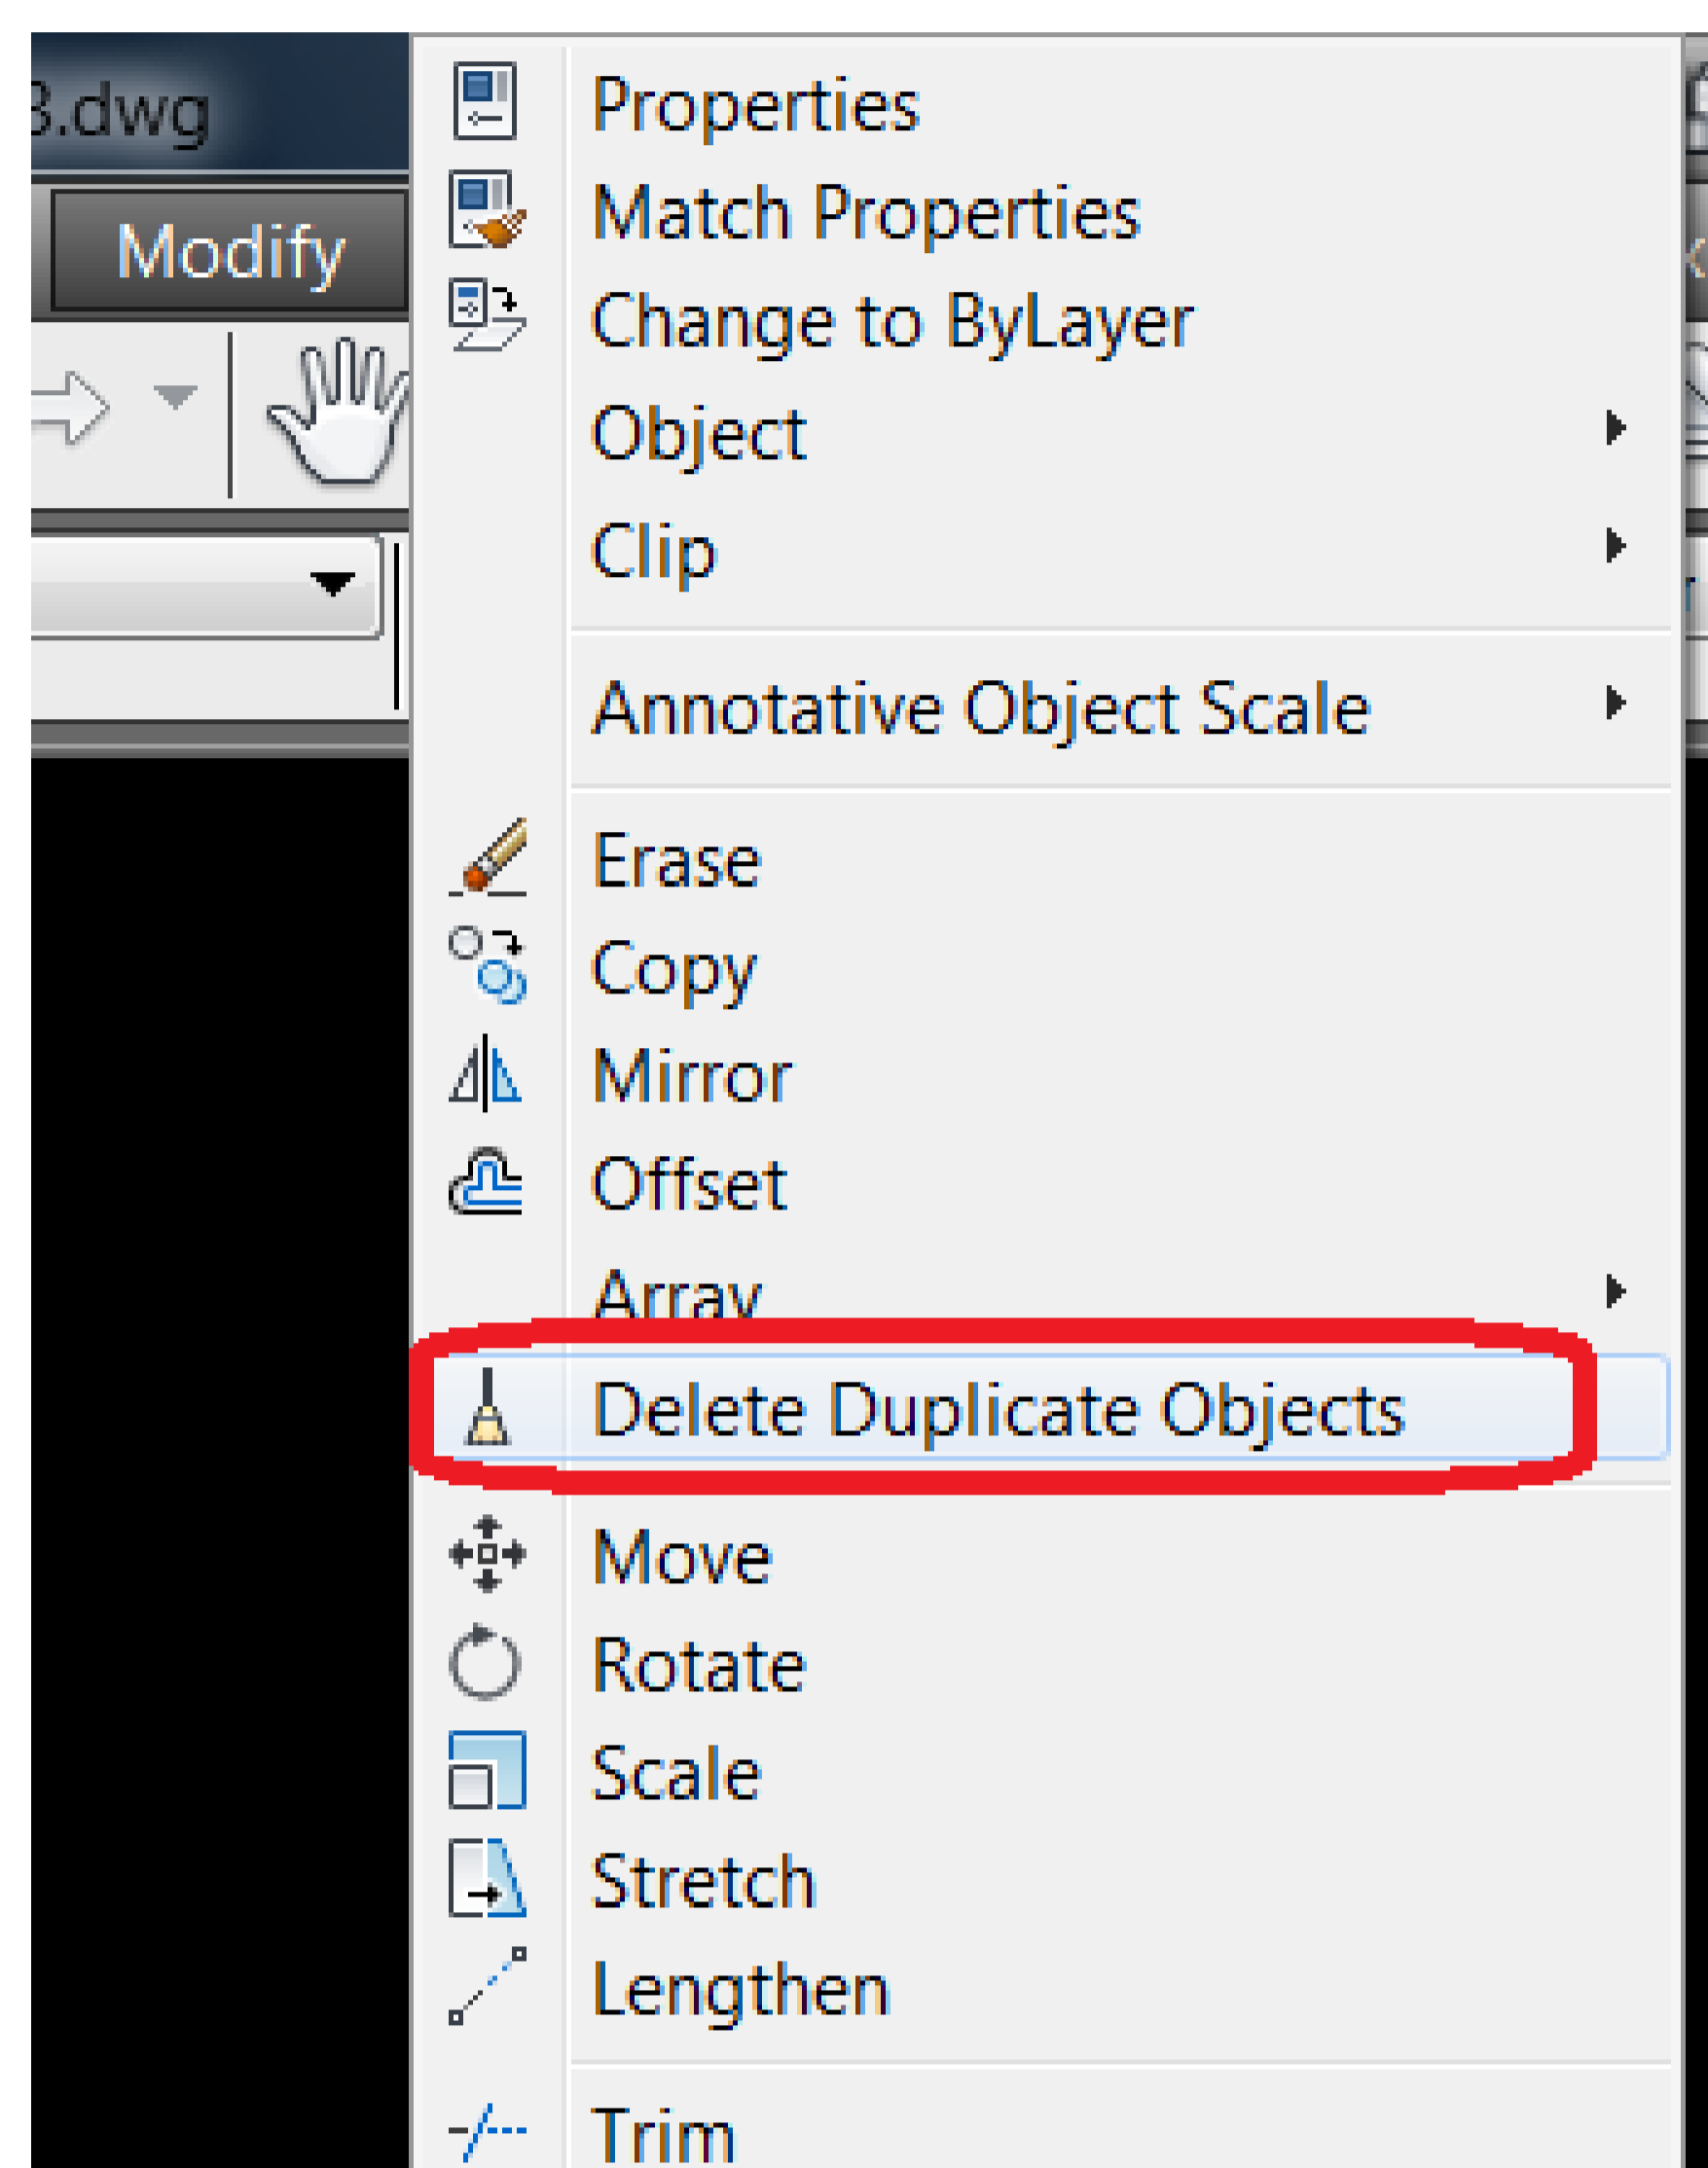 3.dwg
Modify
Properties
Match Properties
Change to ByLayer
Object
Clip
Annotative Object Scale
Erase
Copy
Mirror
Offset
Array
Delete Duplicate Objects
Move
Rotate
Scale
Stretch
Lengthen
Trim